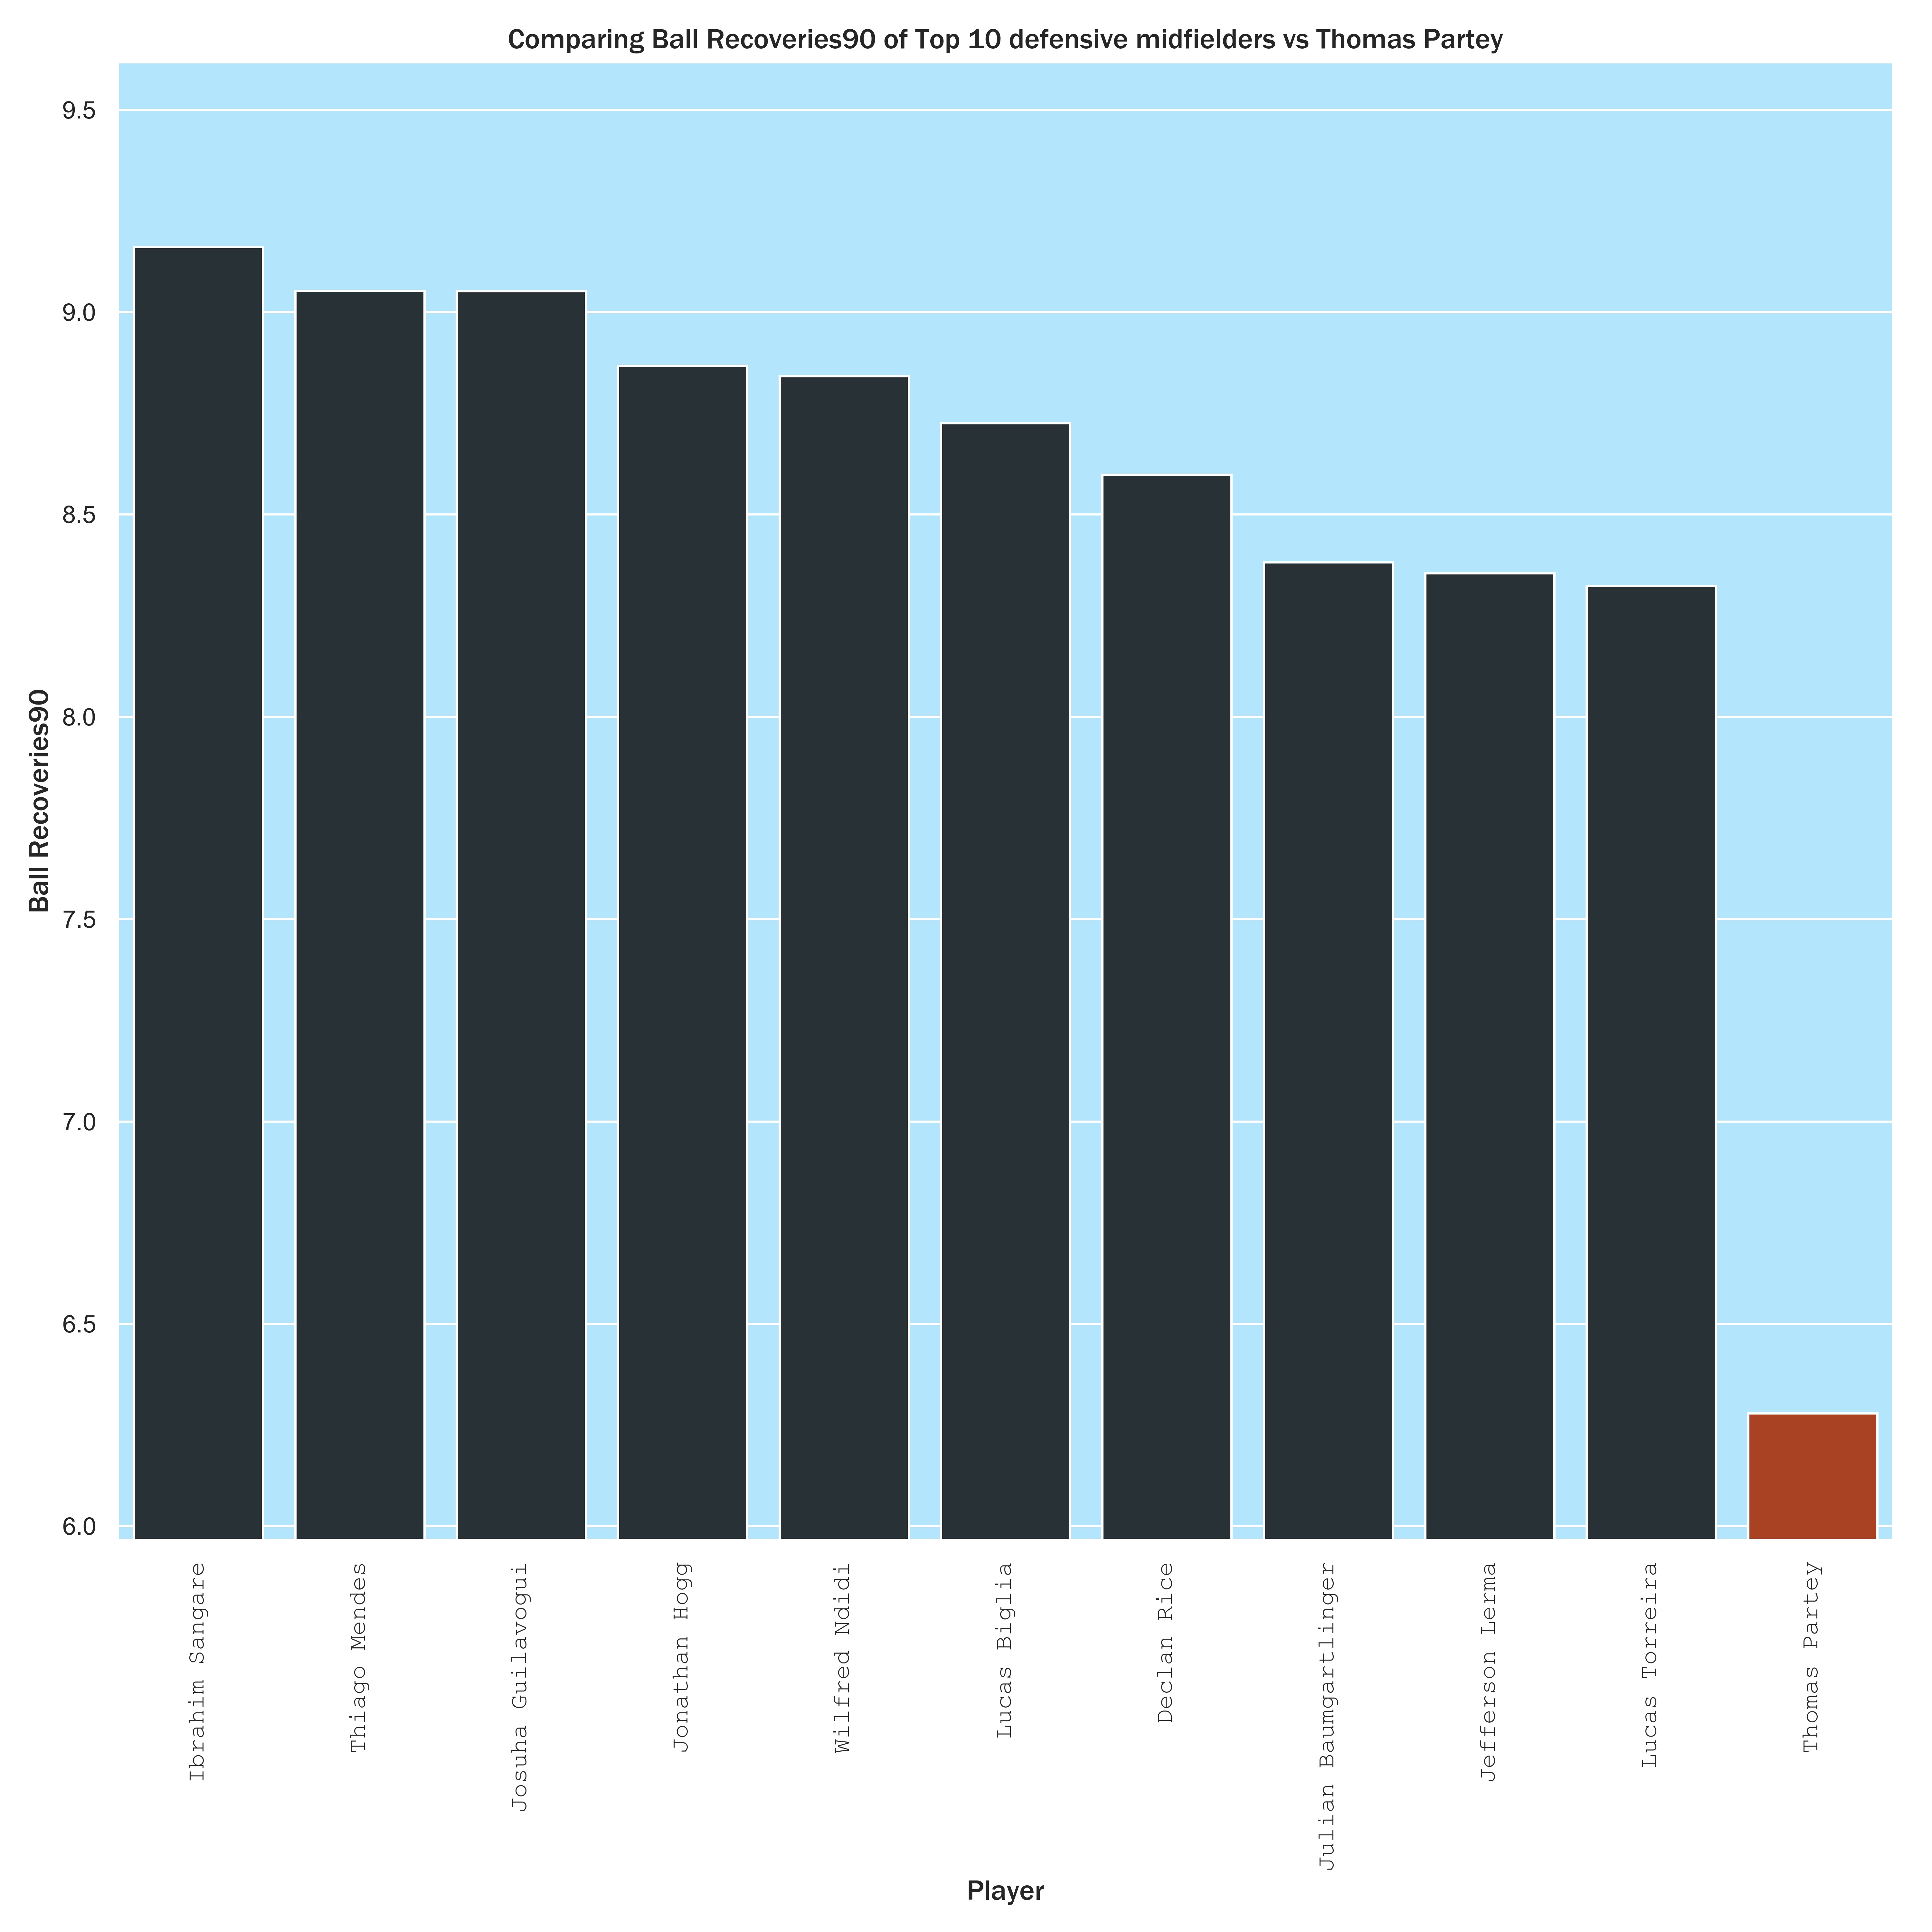 Comparing Ball Recoveries90 of Top 10 defensive midfielders vs Thomas Partey
9.5
9.0
8.5
8.0
7.5
7.0
6.5
6.0
Ball Recoveries90
Ibrahim Sangare
Thiago Mendes
Josuha Guilavogui
Jonathan Hogg
Wilfred Ndidi
Lucas Biglia
Declan Rice
Julian Baumgartlinger
Jefferson Lerma
Lucas Torreira
Thomas Partey
Player